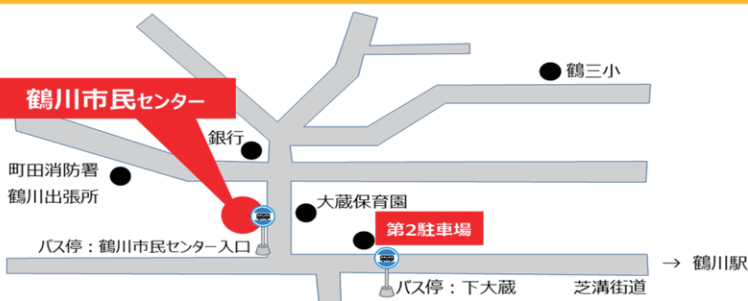 鶴三小
鶴川市民センター
銀行
町田消防署
鶴川出張所
大蔵保育園
第2駐車場
バス停：鶴川市民センター入口
→ 鶴川駅
バス停：下大蔵
芝溝街道